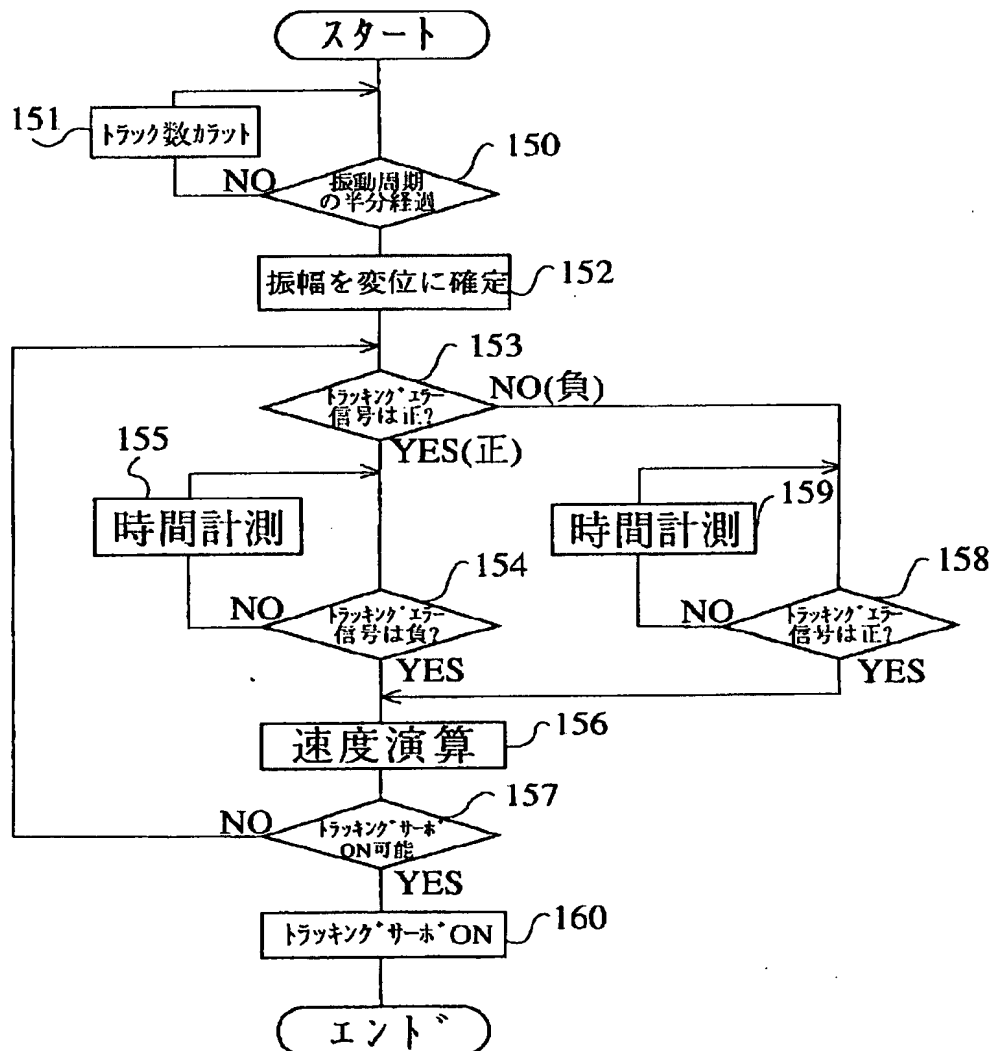 スタート
151
トラック数カラット
150
NO
振動周期
の半分経過
振幅を変位に確定
152
153
トラッキングエラー
信号は正?
NO(負)
YES(正)
155
時間計測
159
時間計測
154
NO
トラッキングエラー
信号は負?
YES
158
NO
トラッキングエラー
信号は正?
YES
速度演算
156
157
NO
トラッキングサーボ
ON可能
YES
トラッキングサーボON
160
エンド